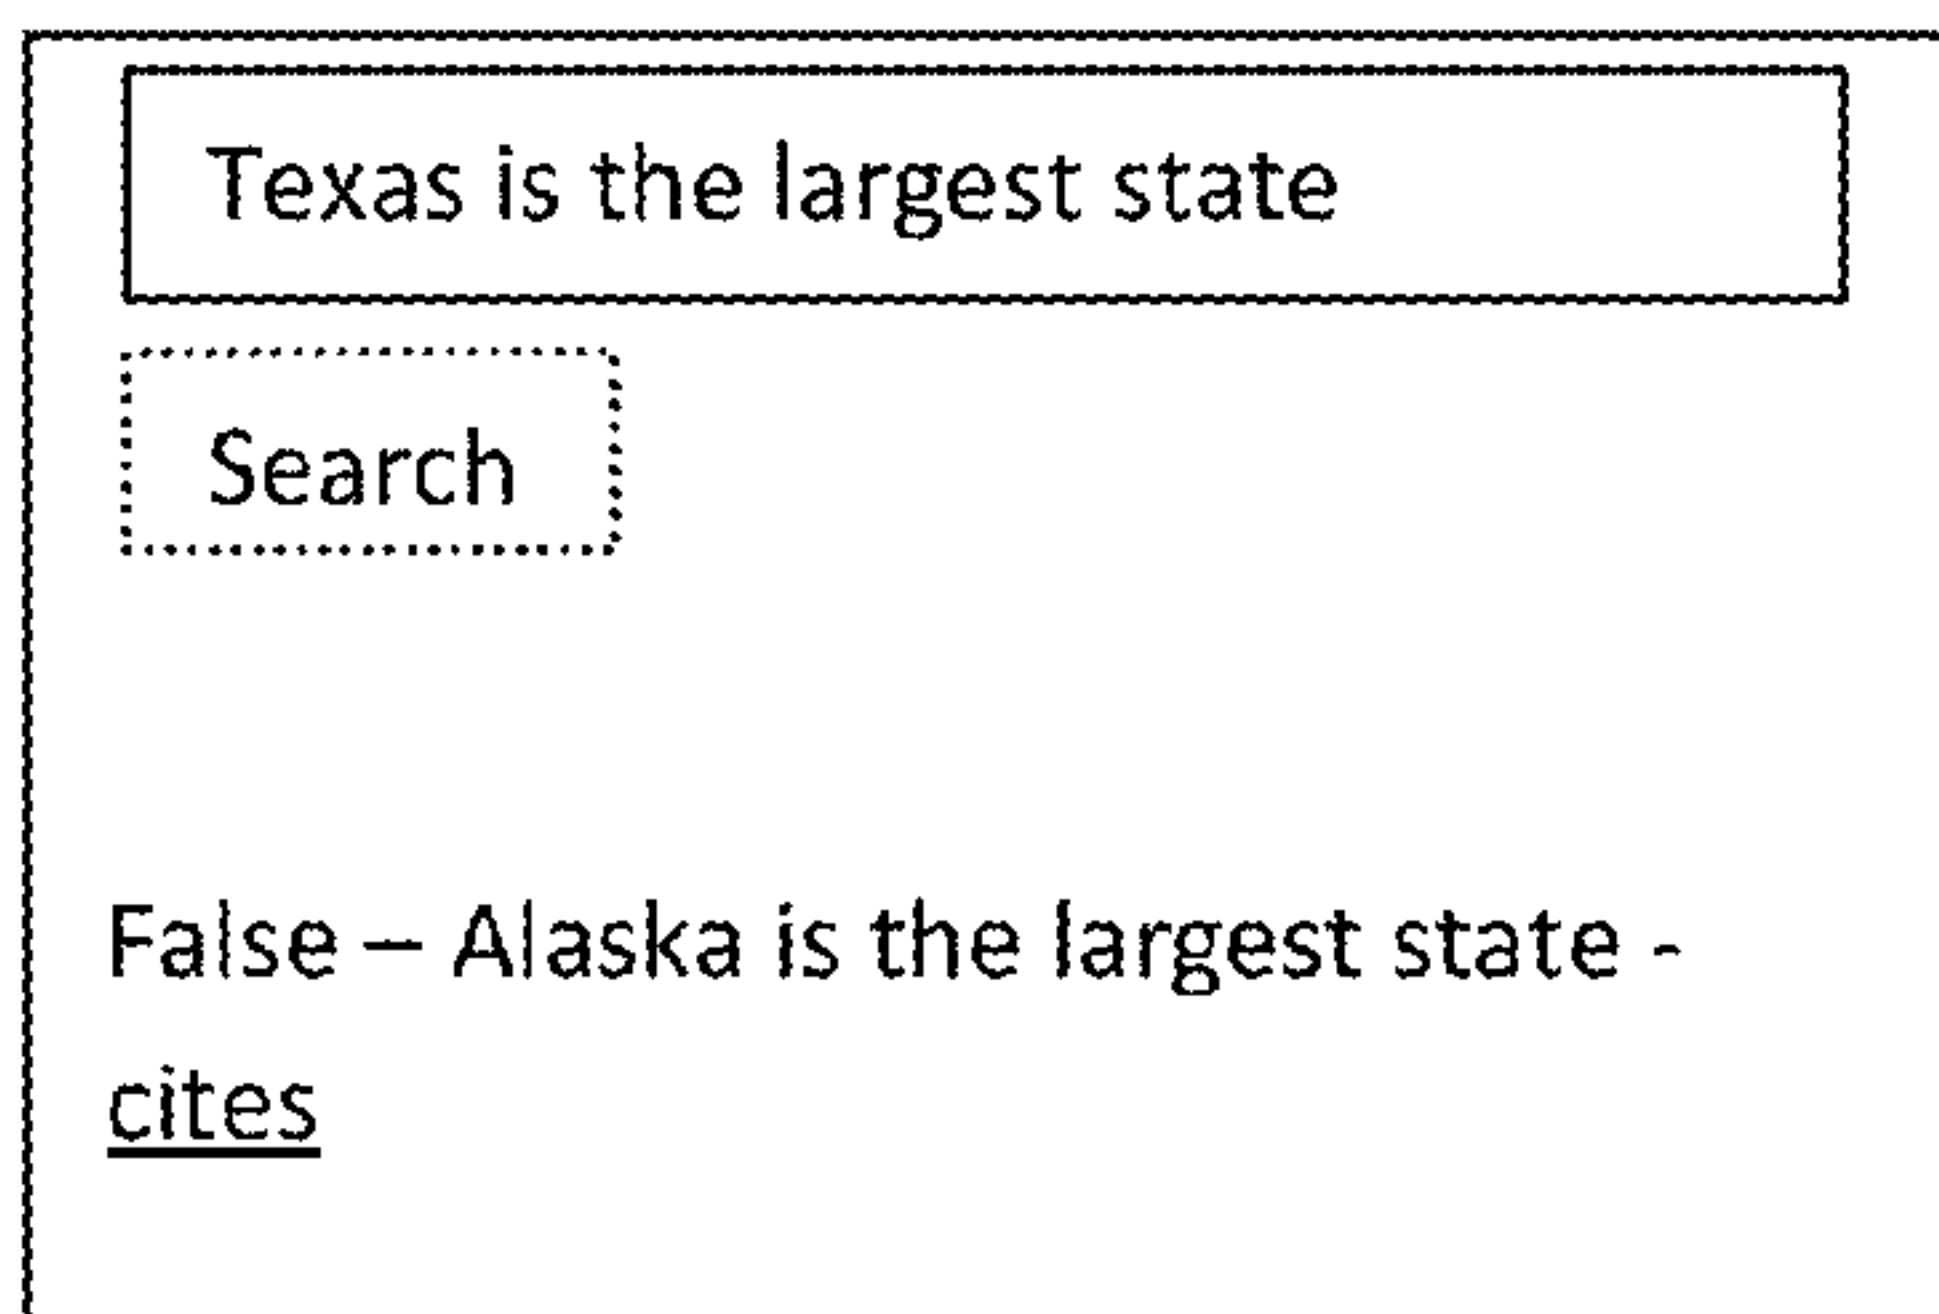 Texas is the largest state
Search
False – Alaska is the largest state -
cites